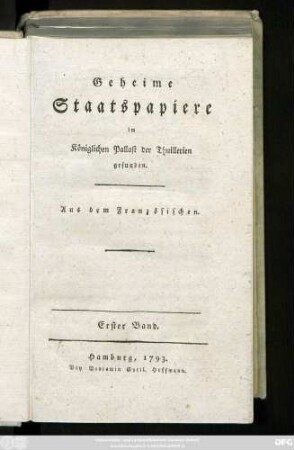 Geheime
Staatspapiere
im
Königlichen Pallast der Thuillerien
gefunden.
Aus dem Französischen.
Erster Band.
Hamburg, 1793.
Bey Benjamin Gottl. Hoffmann.